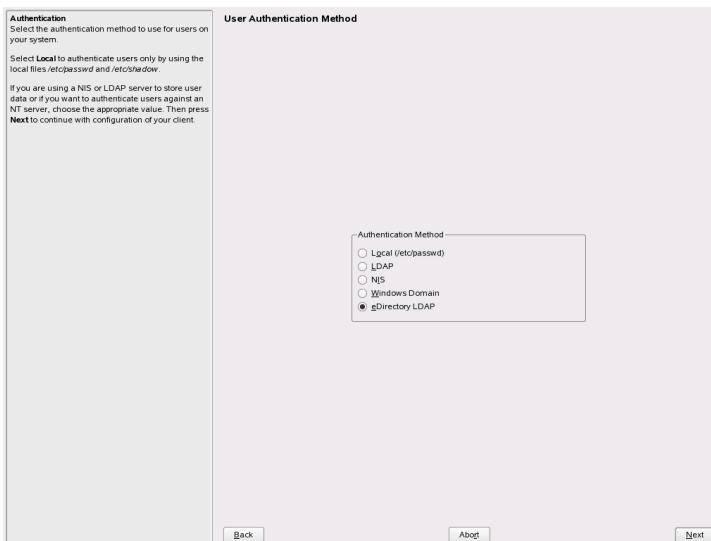 Authentication
Select the authentication method to use for users on
your system.
Select Local to authenticate users only by using the
local files /etc/passwd and /etc/shadow.
If you are using a NIS or LDAP server to store user
data or if you want to authenticate users against an
NT server, choose the appropriate value. Then press
Next to continue with configuration of your client.
User Authentication Method
Authentication Method
Local (/etc/passwd)
LDAP
NIS
Windows Domain
eDirectory LDAP
Back
Abort
Next